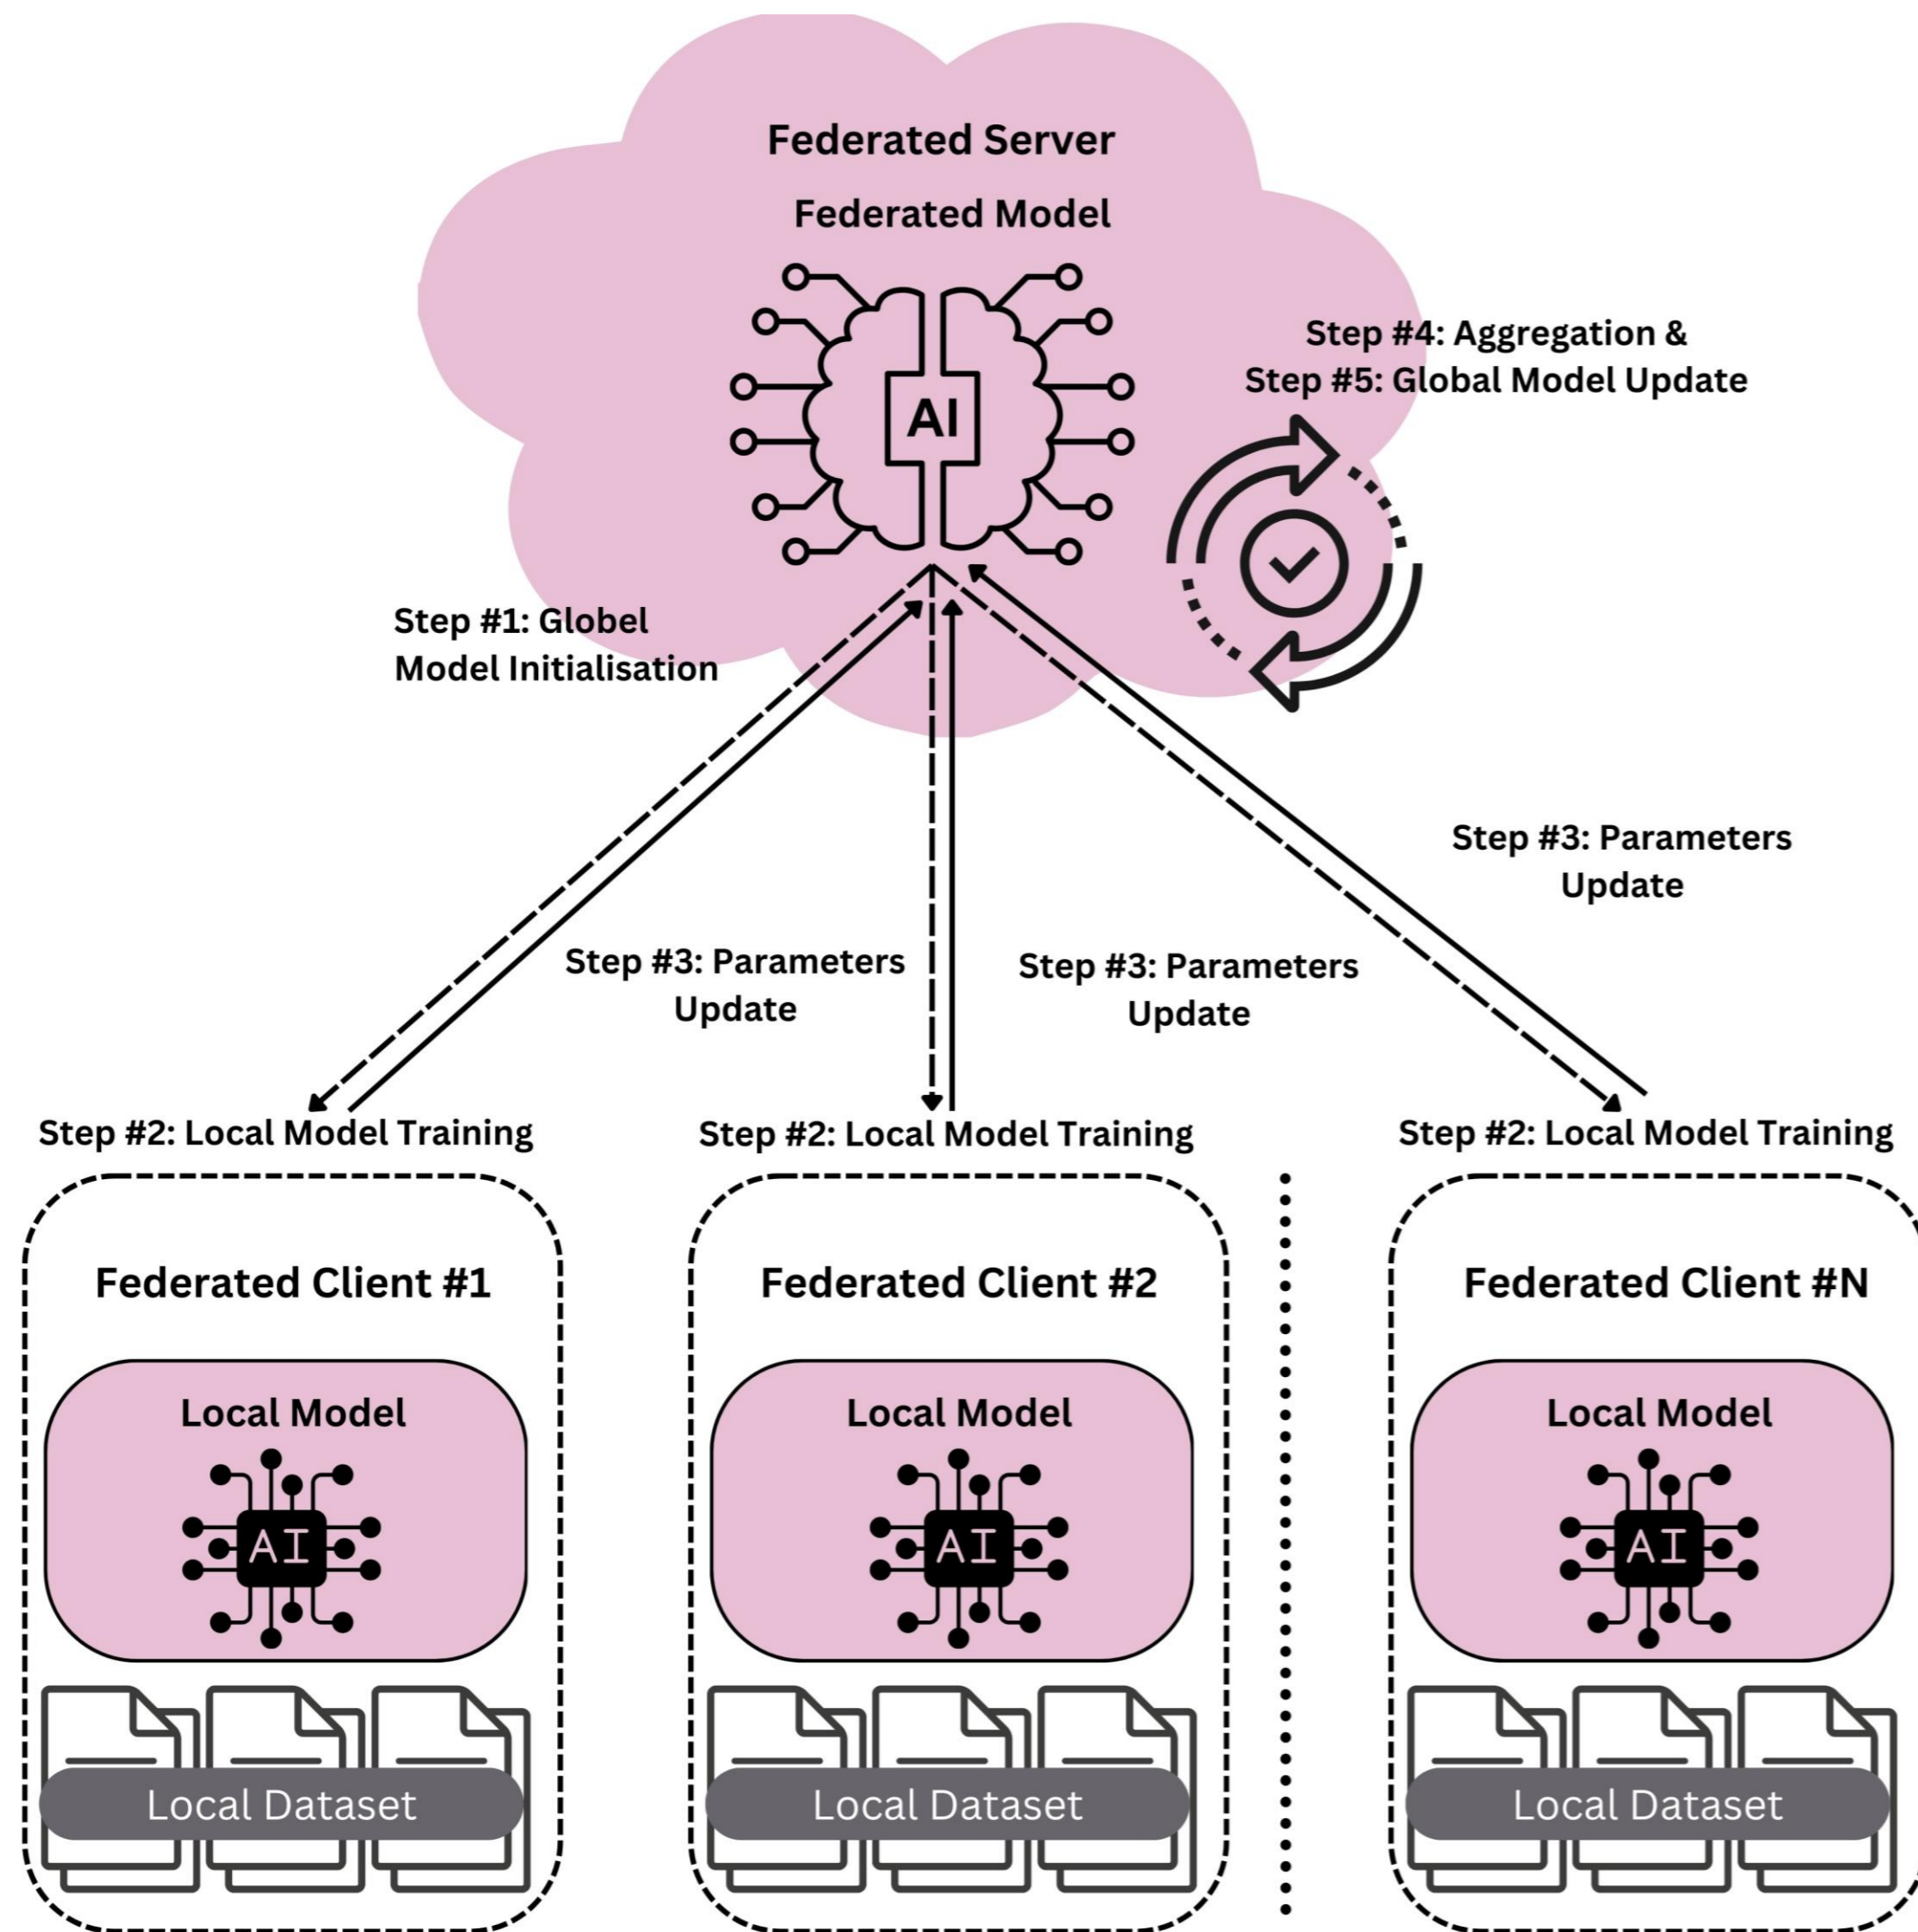 Federated Server
Federated Model
AI
Step #4: Aggregation &
Step #5: Global Model Update
Step #1: Globel
Model Initialisation
Step #3: Parameters
Update
Step #3: Parameters
Update
Step #3: Parameters
Update
Step #2: Local Model Training
Step #2: Local Model Training
Step #2: Local Model Training
Federated Client #1
Federated Client #2
Federated Client #N
Local Model
Local Model
Local Model
AI
AI
AI
Local Dataset
Local Dataset
Local Dataset